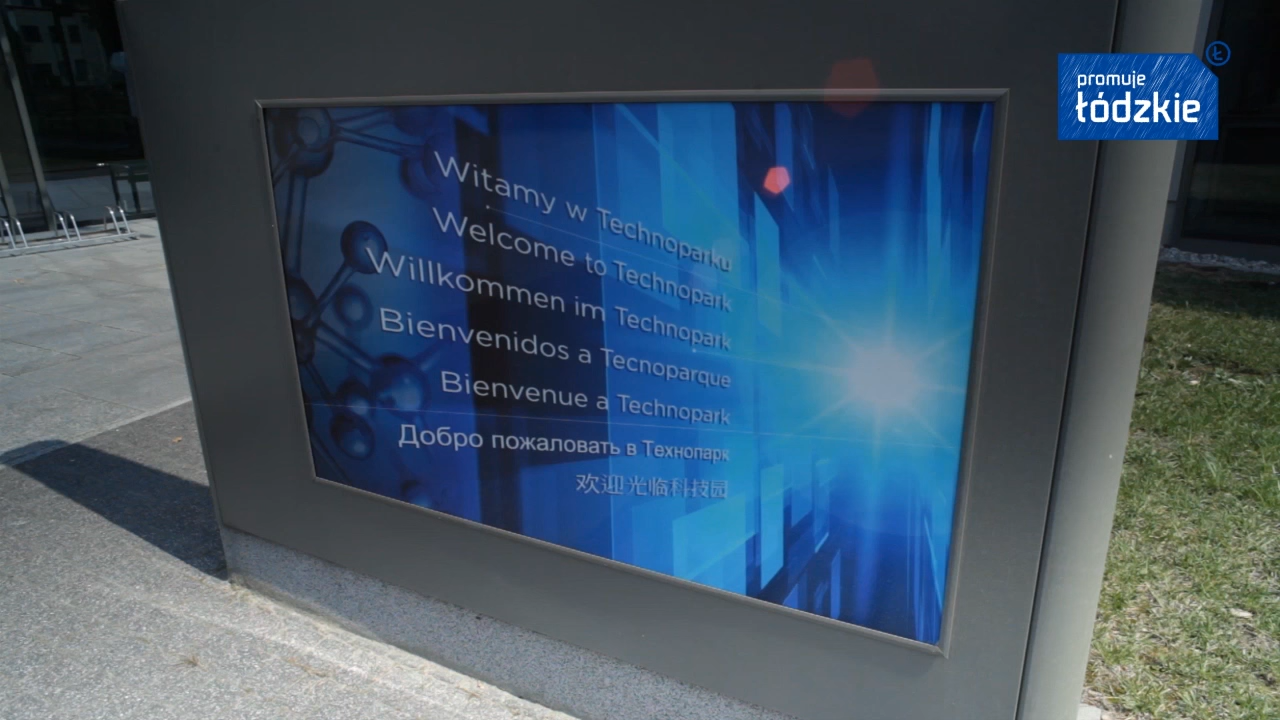 Witamy w Technoparku
Welcome to Technopark
Willkommen im Technopark
Bienvenidos a Tecnoparque
Bienvenue a Technopark
Добро пожаловать в Технопарк
欢迎光临科技园
promuje
łódzkie
Ł